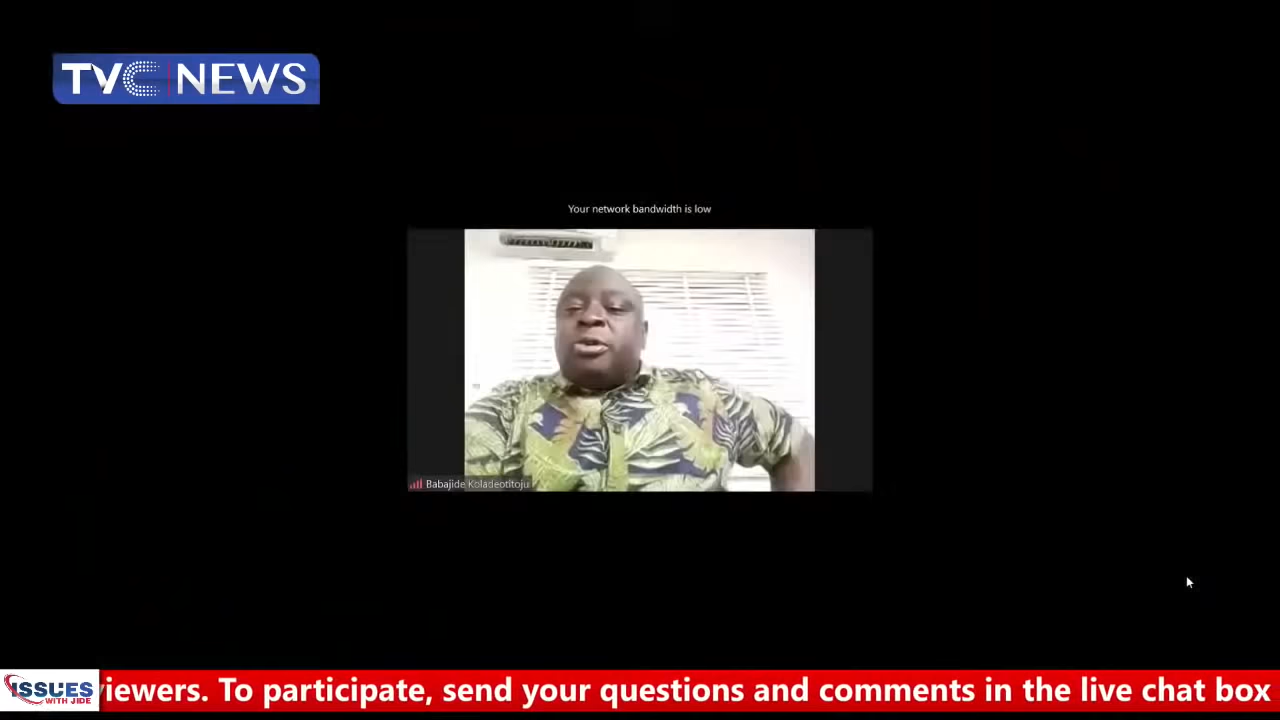 TVC NEWS
Your network bandwidth is low
Babajide Koladeotitoju
ISSUES
WITH JIDE
viewers. To participate, send your questions and comments in the live chat box